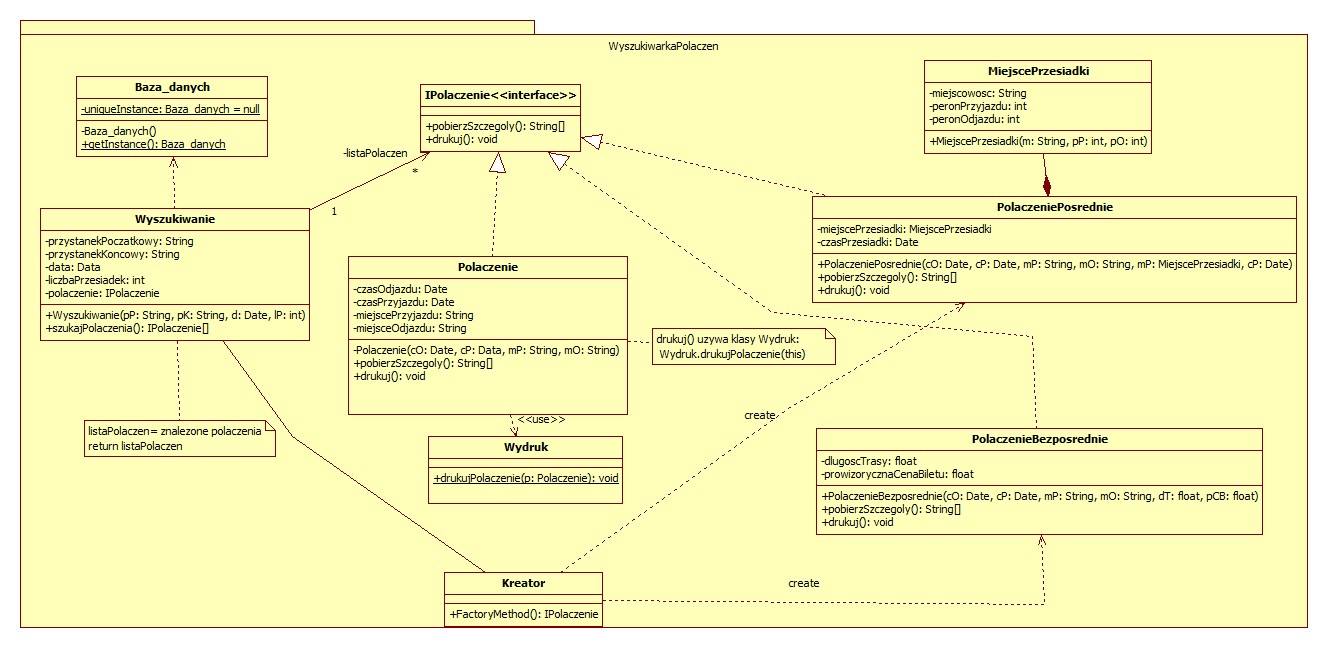 WyszukiwarkaPolaczen
Baza_danych
-uniqueInstance: Baza_danych = null
-Baza_danych()
+getInstance(): Baza_danych
IPolaczenie<<interface>>
+pobierzSzczegoly(): String[]
+drukuj(): void
MiejscePrzesiadki
-miejscowosc: String
-peronPrzyjazdu: int
-peronOdjazdu: int
+MiejscePrzesiadki(m: String, pP: int, pO: int)
-listaPolaczen
*
1
Wyszukiwanie
-przystanekPoczatkowy: String
-przystanekKoncowy: String
-data: Data
-liczbaPrzesiadek: int
-polaczenie: IPolaczenie
+Wyszukiwanie(pP: String, pK: String, d: Date, lP: int)
+szukajPolaczenia(): IPolaczenie[]
PolaczeniePosrednie
-miejscePrzesiadki: MiejscePrzesiadki
-czasPrzesiadki: Date
+PolaczeniePosrednie(cO: Date, cP: Date, mP: String, mO: String, mP: MiejscePrzesiadki, cP: Date)
+pobierzSzczegoly(): String[]
+drukuj(): void
Polaczenie
-czasOdjazdu: Date
-czasPrzyjazdu: Date
-miejscePrzyjazdu: String
-miejsceOdjazdu: String
-Polaczenie(cO: Date, cP: Data, mP: String, mO: String)
+pobierzSzczegoly(): String[]
+drukuj(): void
drukuj() uzywa klasy Wydruk:
Wydruk.drukujPolaczenie(this)
<<use>>
create
listaPolaczen= znalezone polaczenia
return listaPolaczen
Wydruk
+drukujPolaczenie(p: Polaczenie): void
PolaczenieBezposrednie
-dlugoscTrasy: float
-prowizorycznaCenaBiletu: float
+PolaczenieBezposrednie(cO: Date, cP: Date, mP: String, mO: String, dT: float, pCB: float)
+pobierzSzczegoly(): String[]
+drukuj(): void
Kreator
+FactoryMethod(): IPolaczenie
create